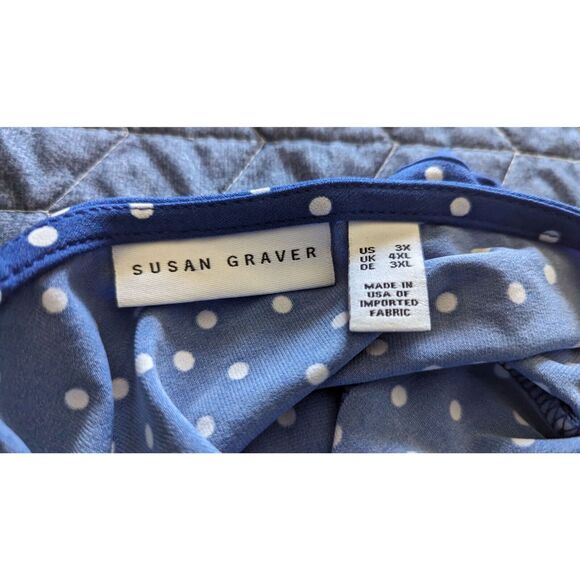 SUSAN GRAVER
US 3X
UK 4XL
DE 3XL
MADE IN
USA OF
IMPORTED
FABRIC